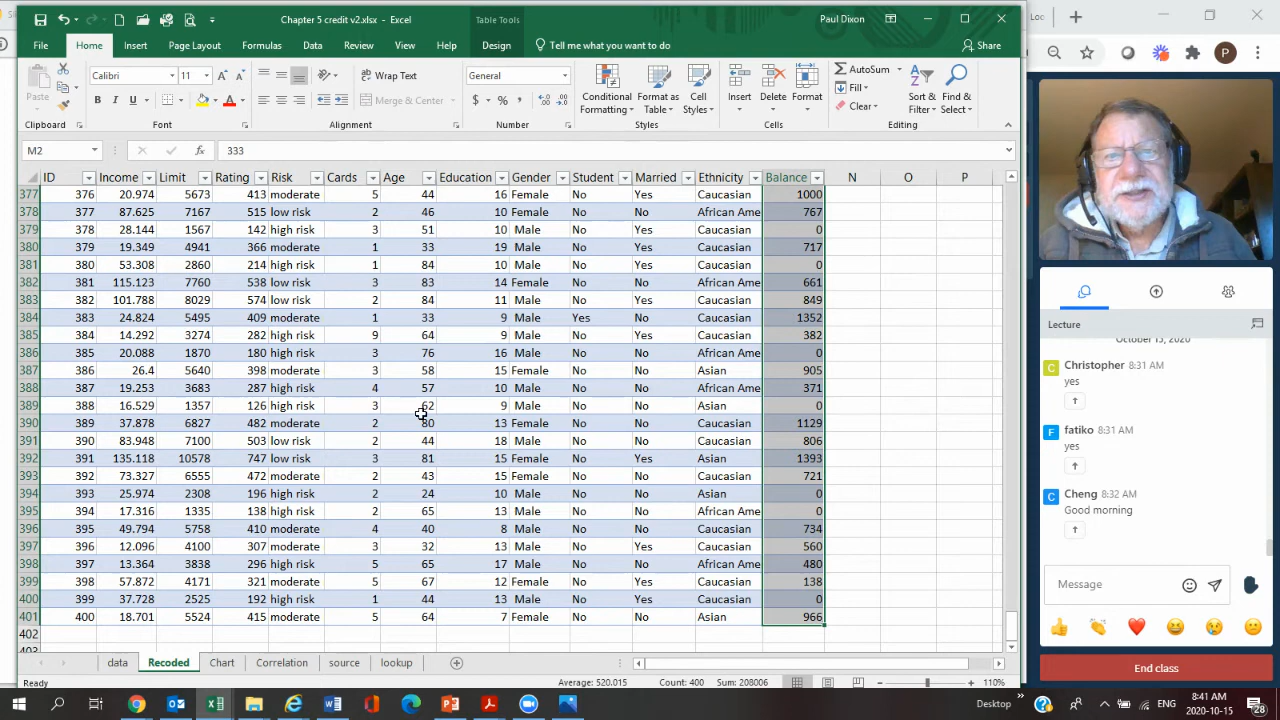 Chapter 5 credit v2.xlsx - Excel
Table Tools
Paul Dixon
File Home Insert Page Layout Formulas Data Review View Help Design Tell me what you want to do Share
Paste
Calibri 11
B I U
Wrap Text
Merge & Center
General
$ % ,
Conditional Formatting
Format as Table
Cell Styles
Insert
Delete
Format
AutoSum
Fill
Clear
Sort & Filter
Find & Select
Clipboard Font Alignment Number Styles Cells Editing
M2 fx 333
ID Income Limit Rating Risk Cards Age Education Gender Student Married Ethnicity Balance N O P
377 376 20.974 5673 413 moderate 5 44 16 Female No Yes Caucasian 1000
378 377 87.625 7167 515 low risk 2 46 10 Female No No African Ame 767
379 378 28.144 1567 142 high risk 3 51 10 Male No Yes Caucasian 0
380 379 19.349 4941 366 moderate 1 33 19 Male No Yes Caucasian 717
381 380 53.308 2860 214 high risk 1 84 10 Male No Yes Caucasian 0
382 381 115.123 7760 538 low risk 3 83 14 Female No No African Ame 661
383 382 101.788 8029 574 low risk 2 84 11 Male No Yes Caucasian 849
384 383 24.824 5495 409 moderate 1 33 9 Male Yes No Caucasian 1352
385 384 14.292 3274 282 high risk 9 64 9 Male No Yes Caucasian 382
386 385 20.088 1870 180 high risk 3 76 16 Male No No African Ame 0
387 386 26.4 5640 398 moderate 3 58 15 Female No No Asian 905
388 387 19.253 3683 287 high risk 4 57 10 Male No No African Ame 371
389 388 16.529 1357 126 high risk 3 62 9 Male No No Asian 0
390 389 37.878 6827 482 moderate 2 80 13 Female No No Caucasian 1129
391 390 83.948 7100 503 low risk 2 44 18 Male No No Caucasian 806
392 391 135.118 10578 747 low risk 3 81 15 Female No Yes Asian 1393
393 392 73.327 6555 472 moderate 2 43 15 Female No No Caucasian 721
394 393 25.974 2308 196 high risk 2 24 10 Male No No Asian 0
395 394 17.316 1335 138 high risk 2 65 13 Male No No African Ame 0
396 395 49.794 5758 410 moderate 4 40 8 Male No No Caucasian 734
397 396 12.096 4100 307 moderate 3 32 13 Male No Yes Caucasian 560
398 397 13.364 3838 296 high risk 5 65 17 Male No No African Ame 480
399 398 57.872 4171 321 moderate 5 67 12 Female No Yes Caucasian 138
400 399 37.728 2525 192 high risk 1 44 13 Male No Yes Caucasian 0
401 400 18.701 5524 415 moderate 5 64 7 Female No No Asian 966
402
403
data Recoded Chart Correlation source lookup
Ready Average: 520.015 Count: 400 Sum: 208006 110%
P
Lecture
October 15, 2020
C Christopher 8:31 AM
yes
F fatiko 8:31 AM
yes
C Cheng 8:32 AM
Good morning
Message
End class
Desktop ENG 8:41 AM
2020-10-15
28